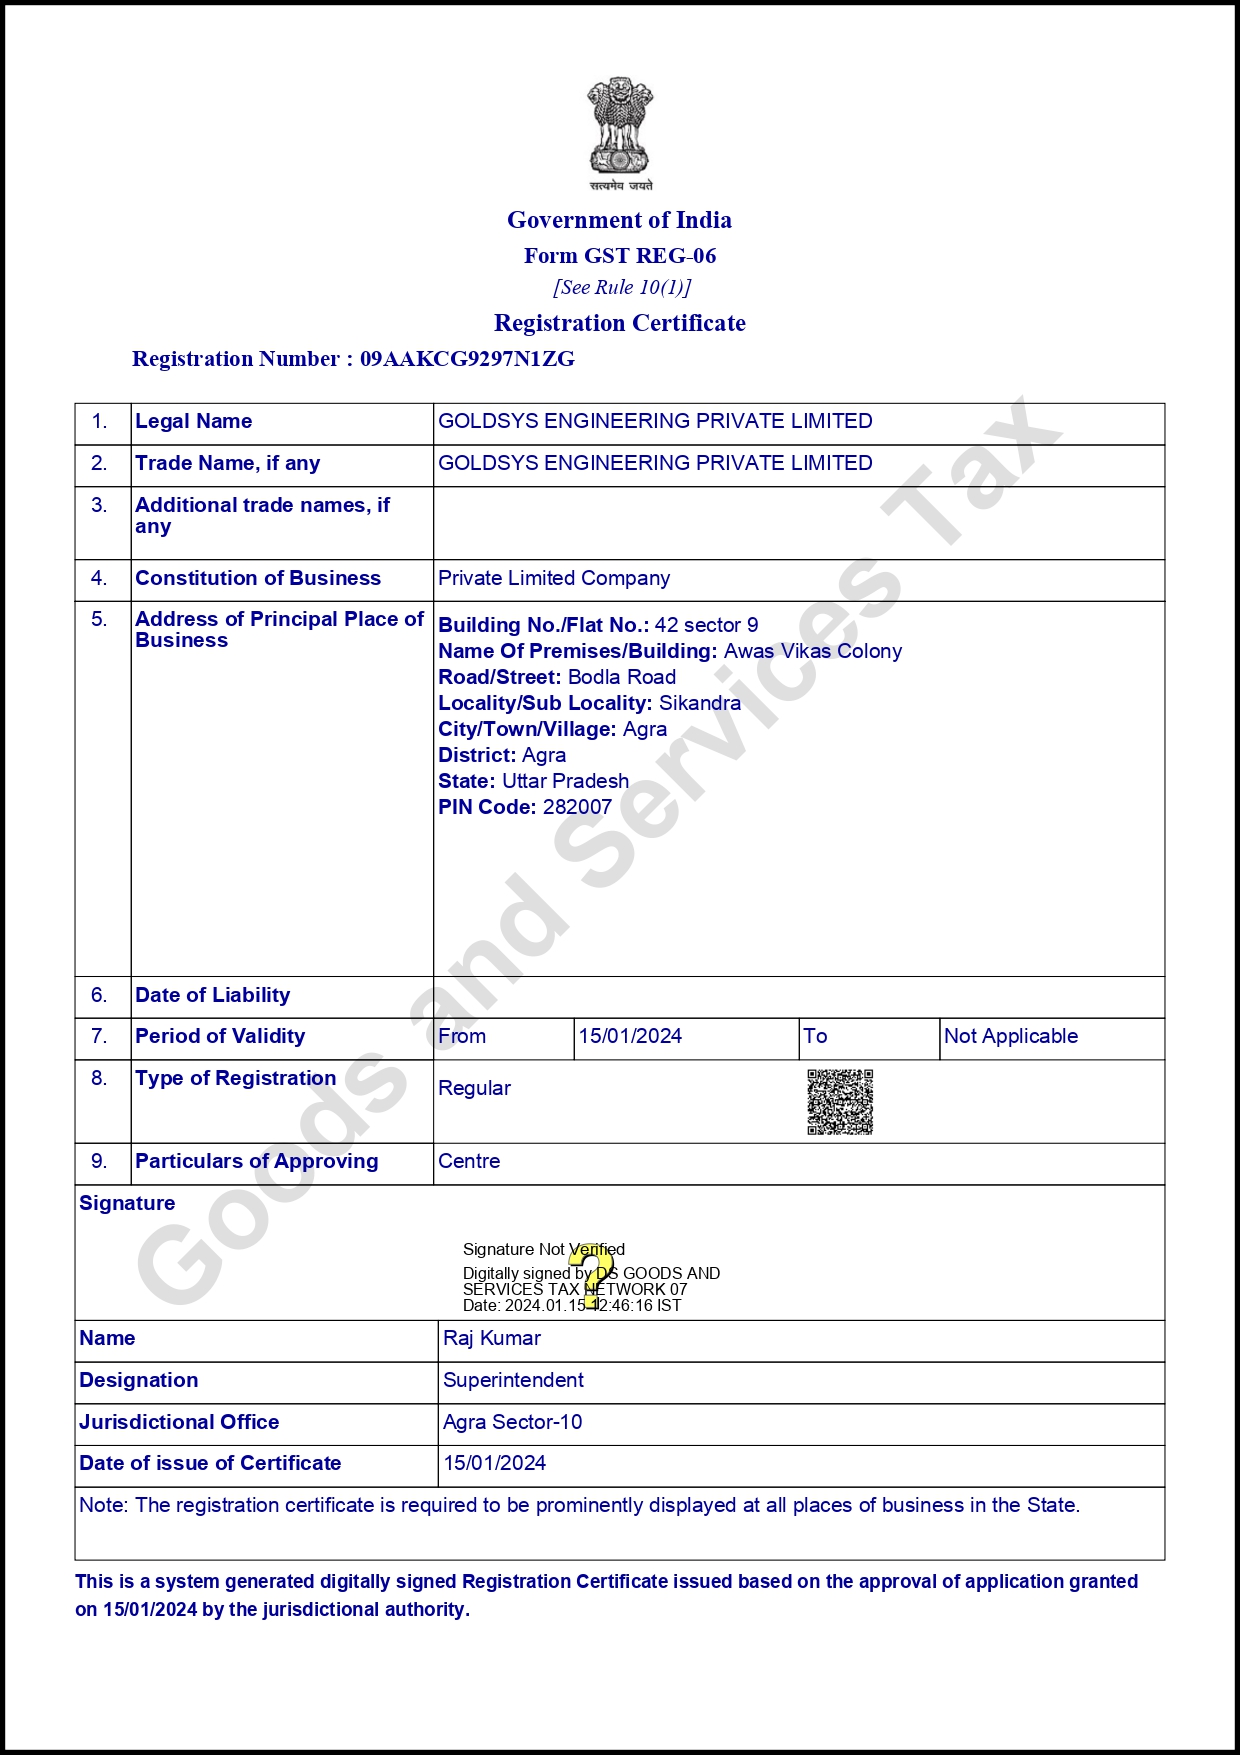 सत्यमेव जयते
Government of India
Form GST REG-06
[See Rule 10(1)]
Registration Certificate
Registration Number : 09AAKCG9297N1ZG
1. Legal Name GOLDSYS ENGINEERING PRIVATE LIMITED
2. Trade Name, if any GOLDSYS ENGINEERING PRIVATE LIMITED
3. Additional trade names, if
any
4. Constitution of Business Private Limited Company
5. Address of Principal Place of
Business
Building No./Flat No.: 42 sector 9
Name Of Premises/Building: Awas Vikas Colony
Road/Street: Bodla Road
Locality/Sub Locality: Sikandra
City/Town/Village: Agra
District: Agra
State: Uttar Pradesh
PIN Code: 282007
6. Date of Liability
7. Period of Validity From 15/01/2024 To Not Applicable
8. Type of Registration Regular
9. Particulars of Approving Centre
Signature
Signature Not Verified
Digitally signed by DS GOODS AND
SERVICES TAX NETWORK 07
Date: 2024.01.15 12:46:16 IST
Name Raj Kumar
Designation Superintendent
Jurisdictional Office Agra Sector-10
Date of issue of Certificate 15/01/2024
Note: The registration certificate is required to be prominently displayed at all places of business in the State.
This is a system generated digitally signed Registration Certificate issued based on the approval of application granted
on 15/01/2024 by the jurisdictional authority.
Goods and Services Tax